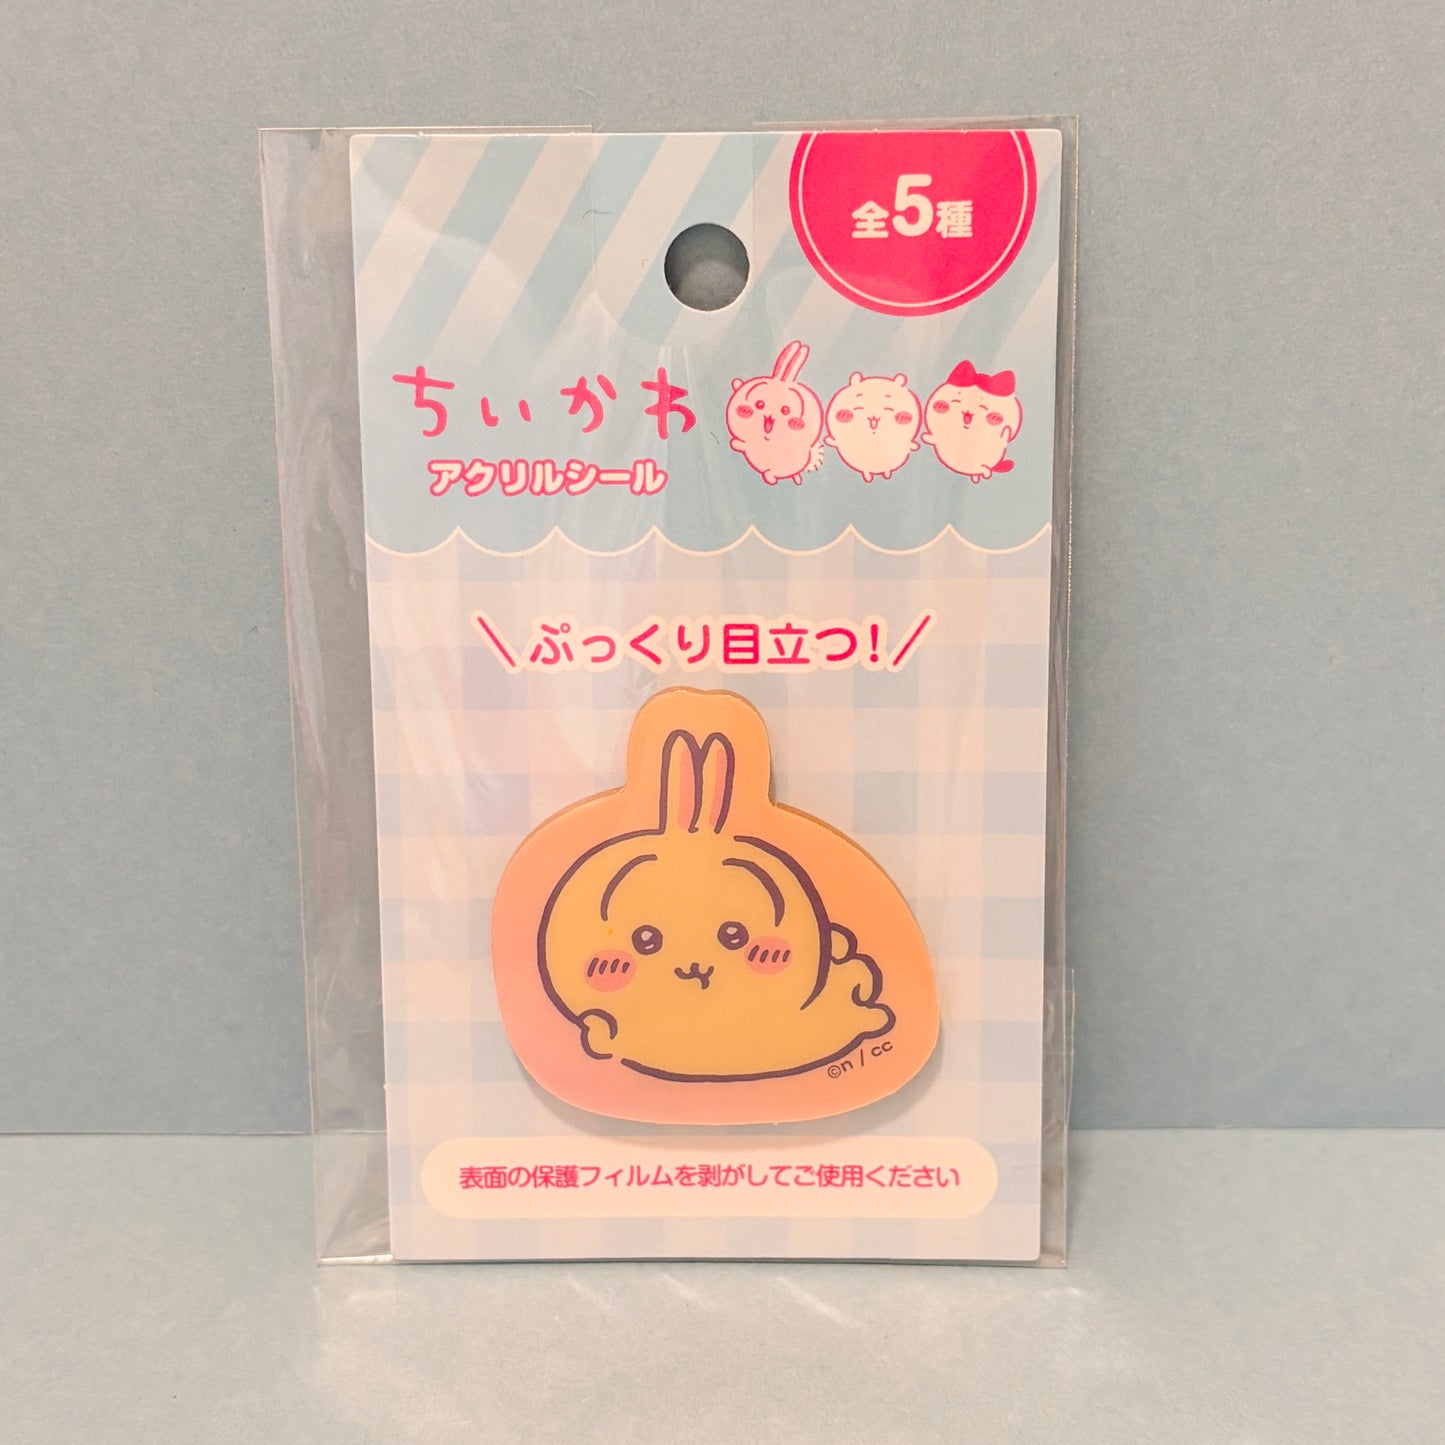 全5種
ちいかわ
アクリルシール
\ぷっくり目立つ!/
©n / cc
表面の保護フィルムを剥がしてご使用ください